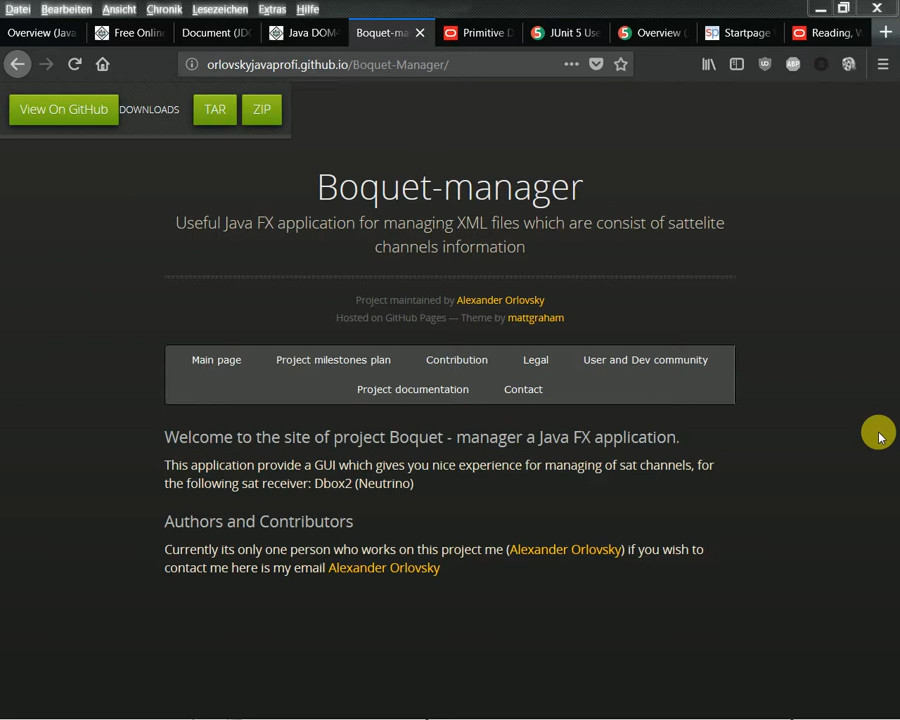 Datei Bearbeiten Ansicht Chronik Lesezeichen Extras Hilfe
Overview (Java Free Onlin Document (JD Java DOM Boquet-ma Primitive D JUnit 5 Use Overview ( Startpage Reading, W
orlovskyjavaprofi.github.io/Boquet-Manager/
View On GitHub DOWNLOADS TAR ZIP
Boquet-manager
Useful Java FX application for managing XML files which are consist of sattelite
channels information
Project maintained by Alexander Orlovsky
Hosted on GitHub Pages — Theme by mattgraham
Main page Project milestones plan Contribution Legal User and Dev community
Project documentation Contact
Welcome to the site of project Boquet - manager a Java FX application.
This application provide a GUI which gives you nice experience for managing of sat channels, for
the following sat receiver: Dbox2 (Neutrino)
Authors and Contributors
Currently its only one person who works on this project me (Alexander Orlovsky) if you wish to
contact me here is my email Alexander Orlovsky